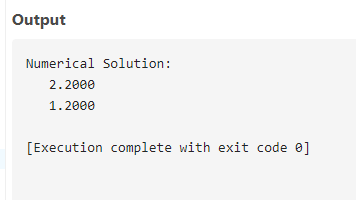 Output
Numerical Solution:
2.2000
1.2000
[Execution complete with exit code 0]